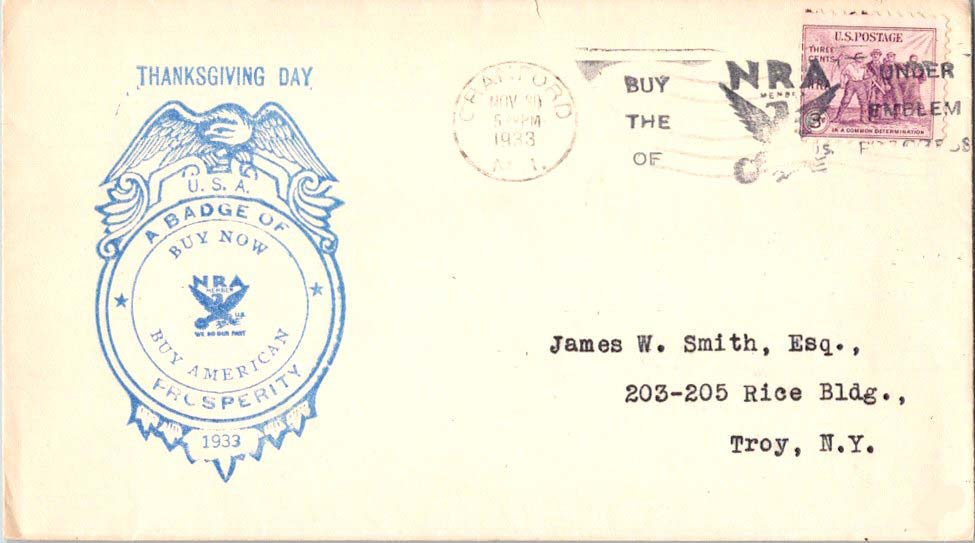 THANKSGIVING DAY
U. S. A.
A BADGE OF
BUY NOW
NRA
MEMBER
U.S.
WE DO OUR PART
BUY AMERICAN
PROSPERITY
1933
CRANFORD
NOV 30
PM
1933
N. J.
BUY
THE
OF
NRA
MEMBER
U.S.
UNDER
EMBLEM
U.S. POSTAGE
THREE
CENTS
NRA
3
IN A COMMON DETERMINATION
James W. Smith, Esq.,
203-205 Rice Bldg.,
Troy, N.Y.